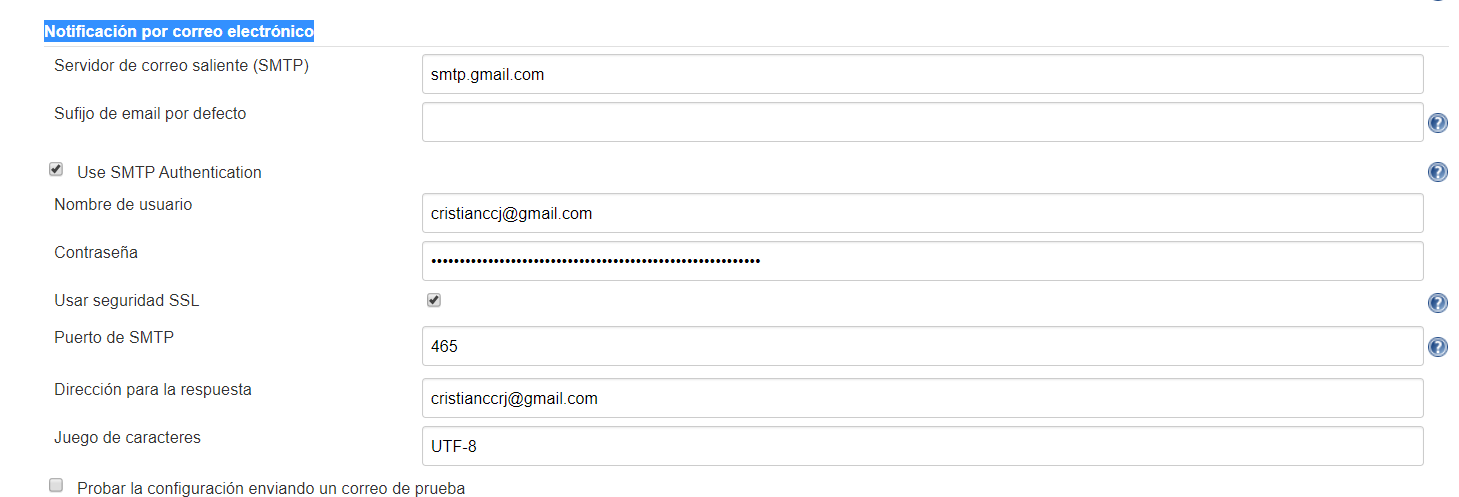 Notificación por correo electrónico
Servidor de correo saliente (SMTP)
smtp.gmail.com
Sufijo de email por defecto
?
Use SMTP Authentication
?
Nombre de usuario
cristianccj@gmail.com
Contraseña
••••••••••••••••••••••••••••••••••••••••••••••••••••••••••
Usar seguridad SSL
?
Puerto de SMTP
465
?
Dirección para la respuesta
cristianccrj@gmail.com
Juego de caracteres
UTF-8
Probar la configuración enviando un correo de prueba